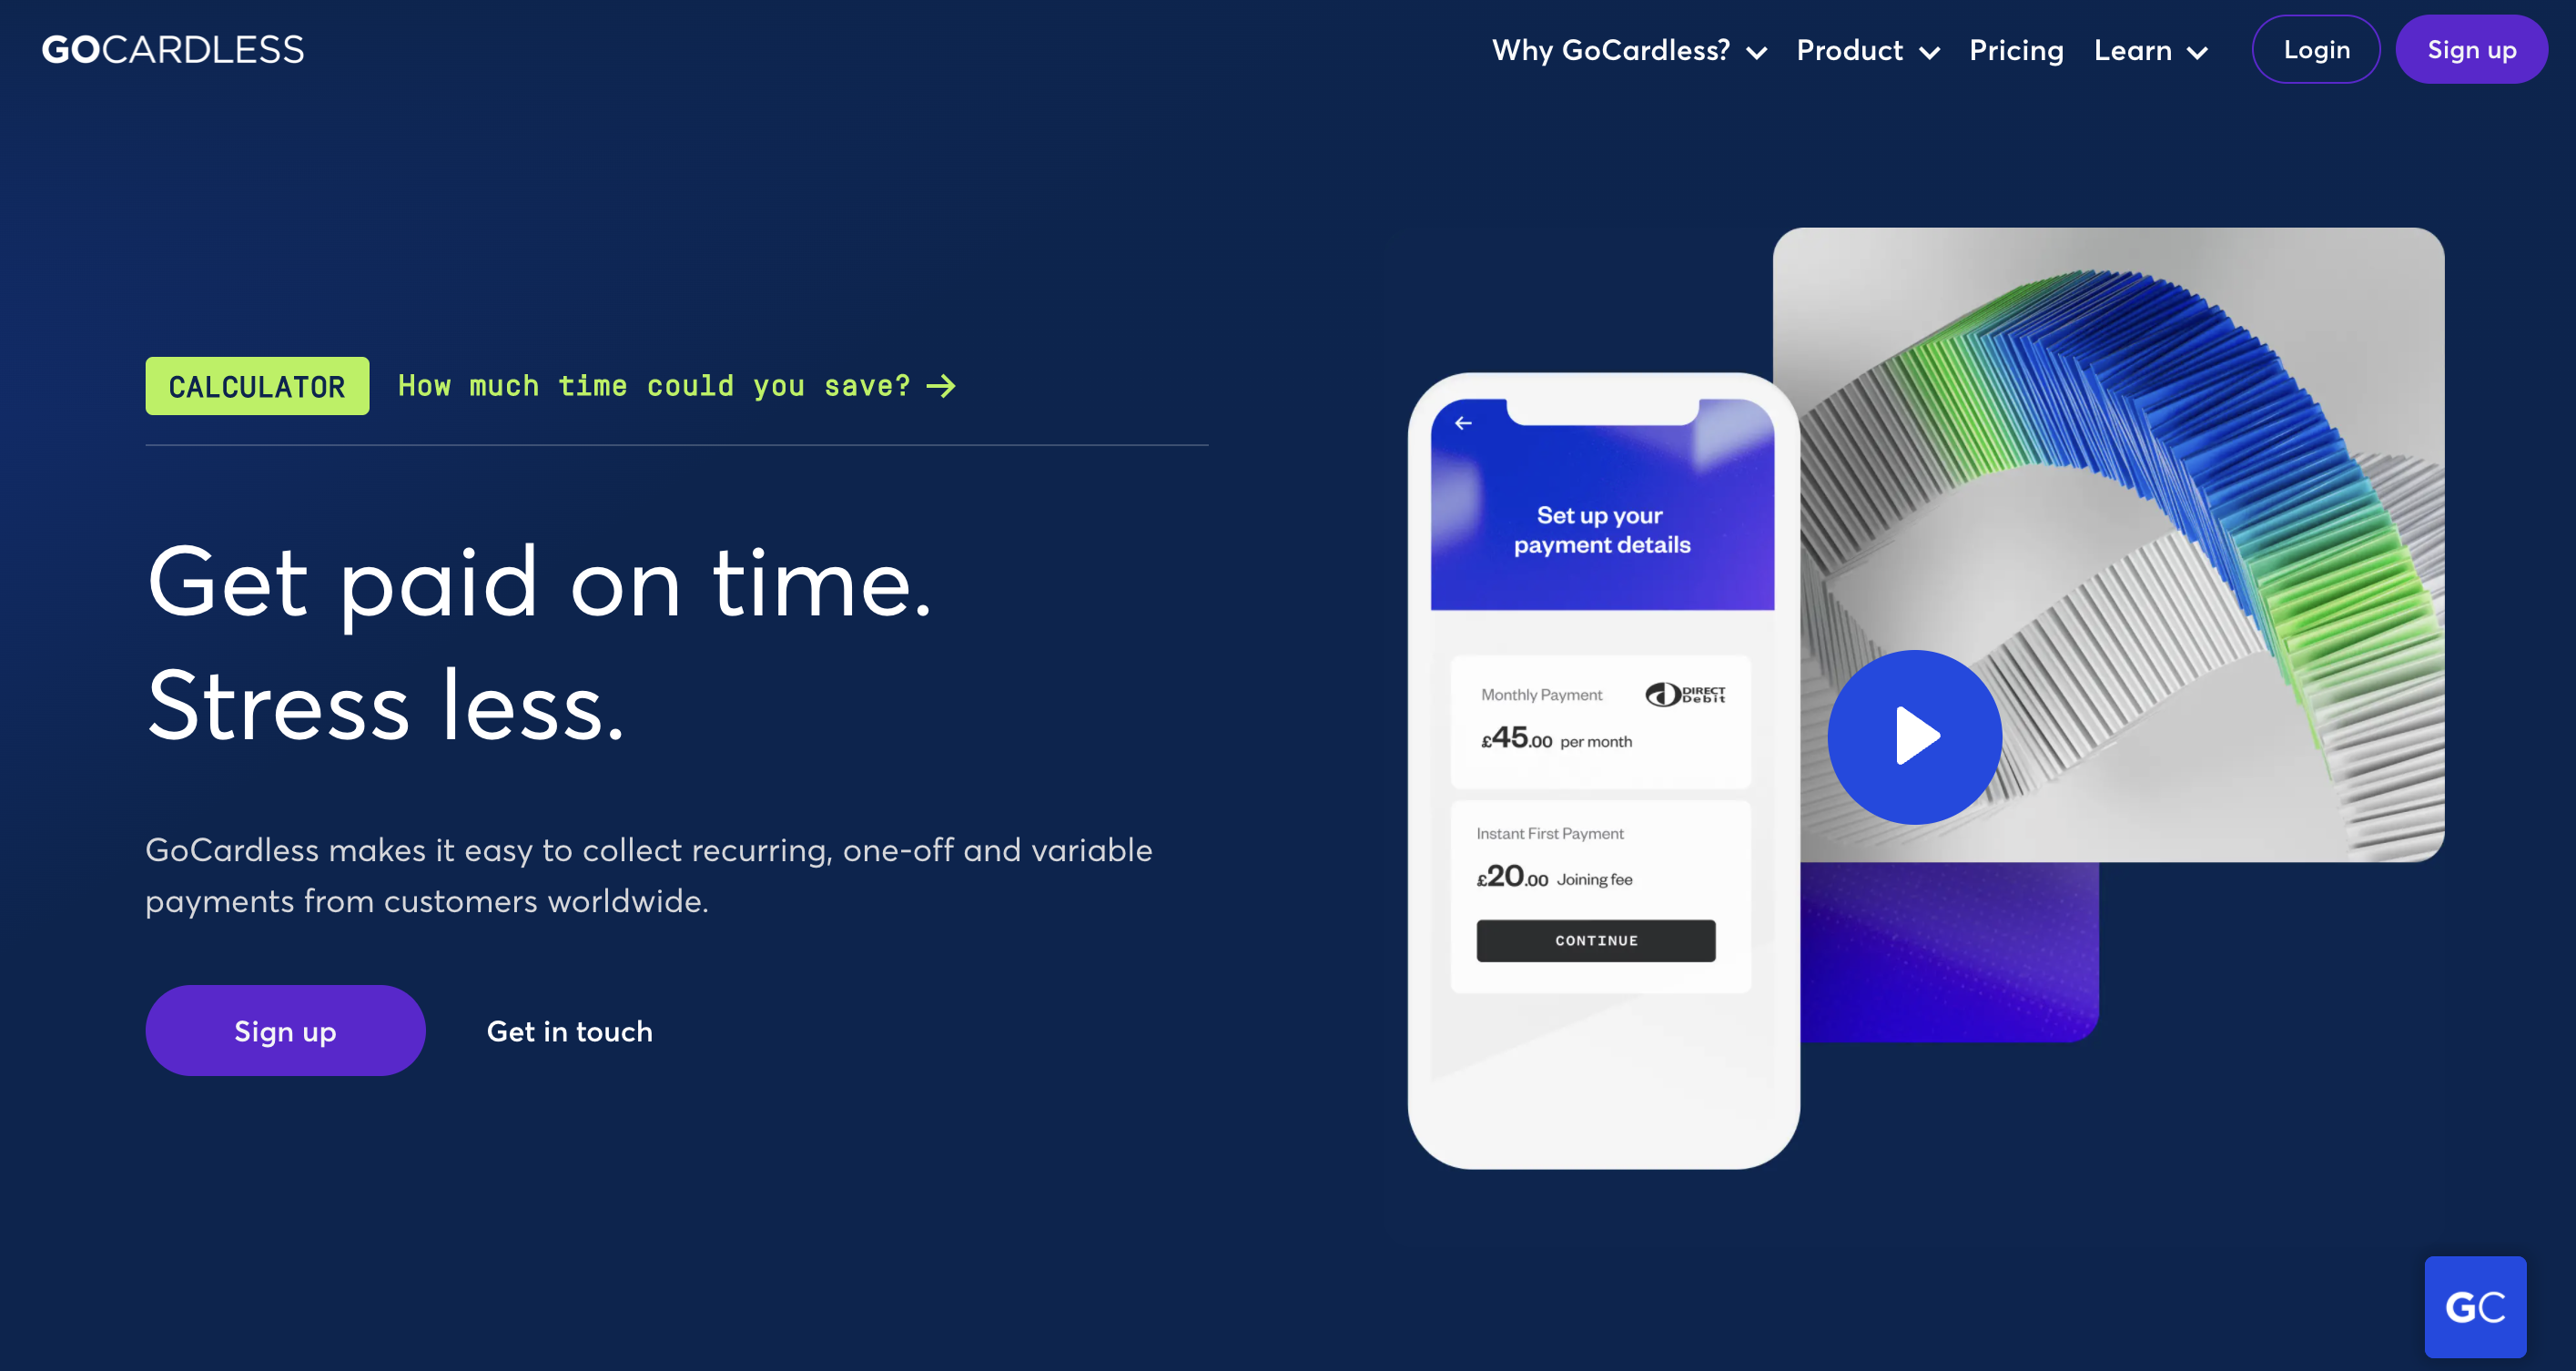 GOCARDLESS
Why GoCardless?
Product
Pricing
Learn
Login
Sign up
CALCULATOR
How much time could you save? →
Get paid on time.
Stress less.
GoCardless makes it easy to collect recurring, one-off and variable
payments from customers worldwide.
Sign up
Get in touch
Set up your
payment details
Monthly Payment
DIRECT
Debit
£45.00 per month
Instant First Payment
£20.00 Joining fee
CONTINUE
GC